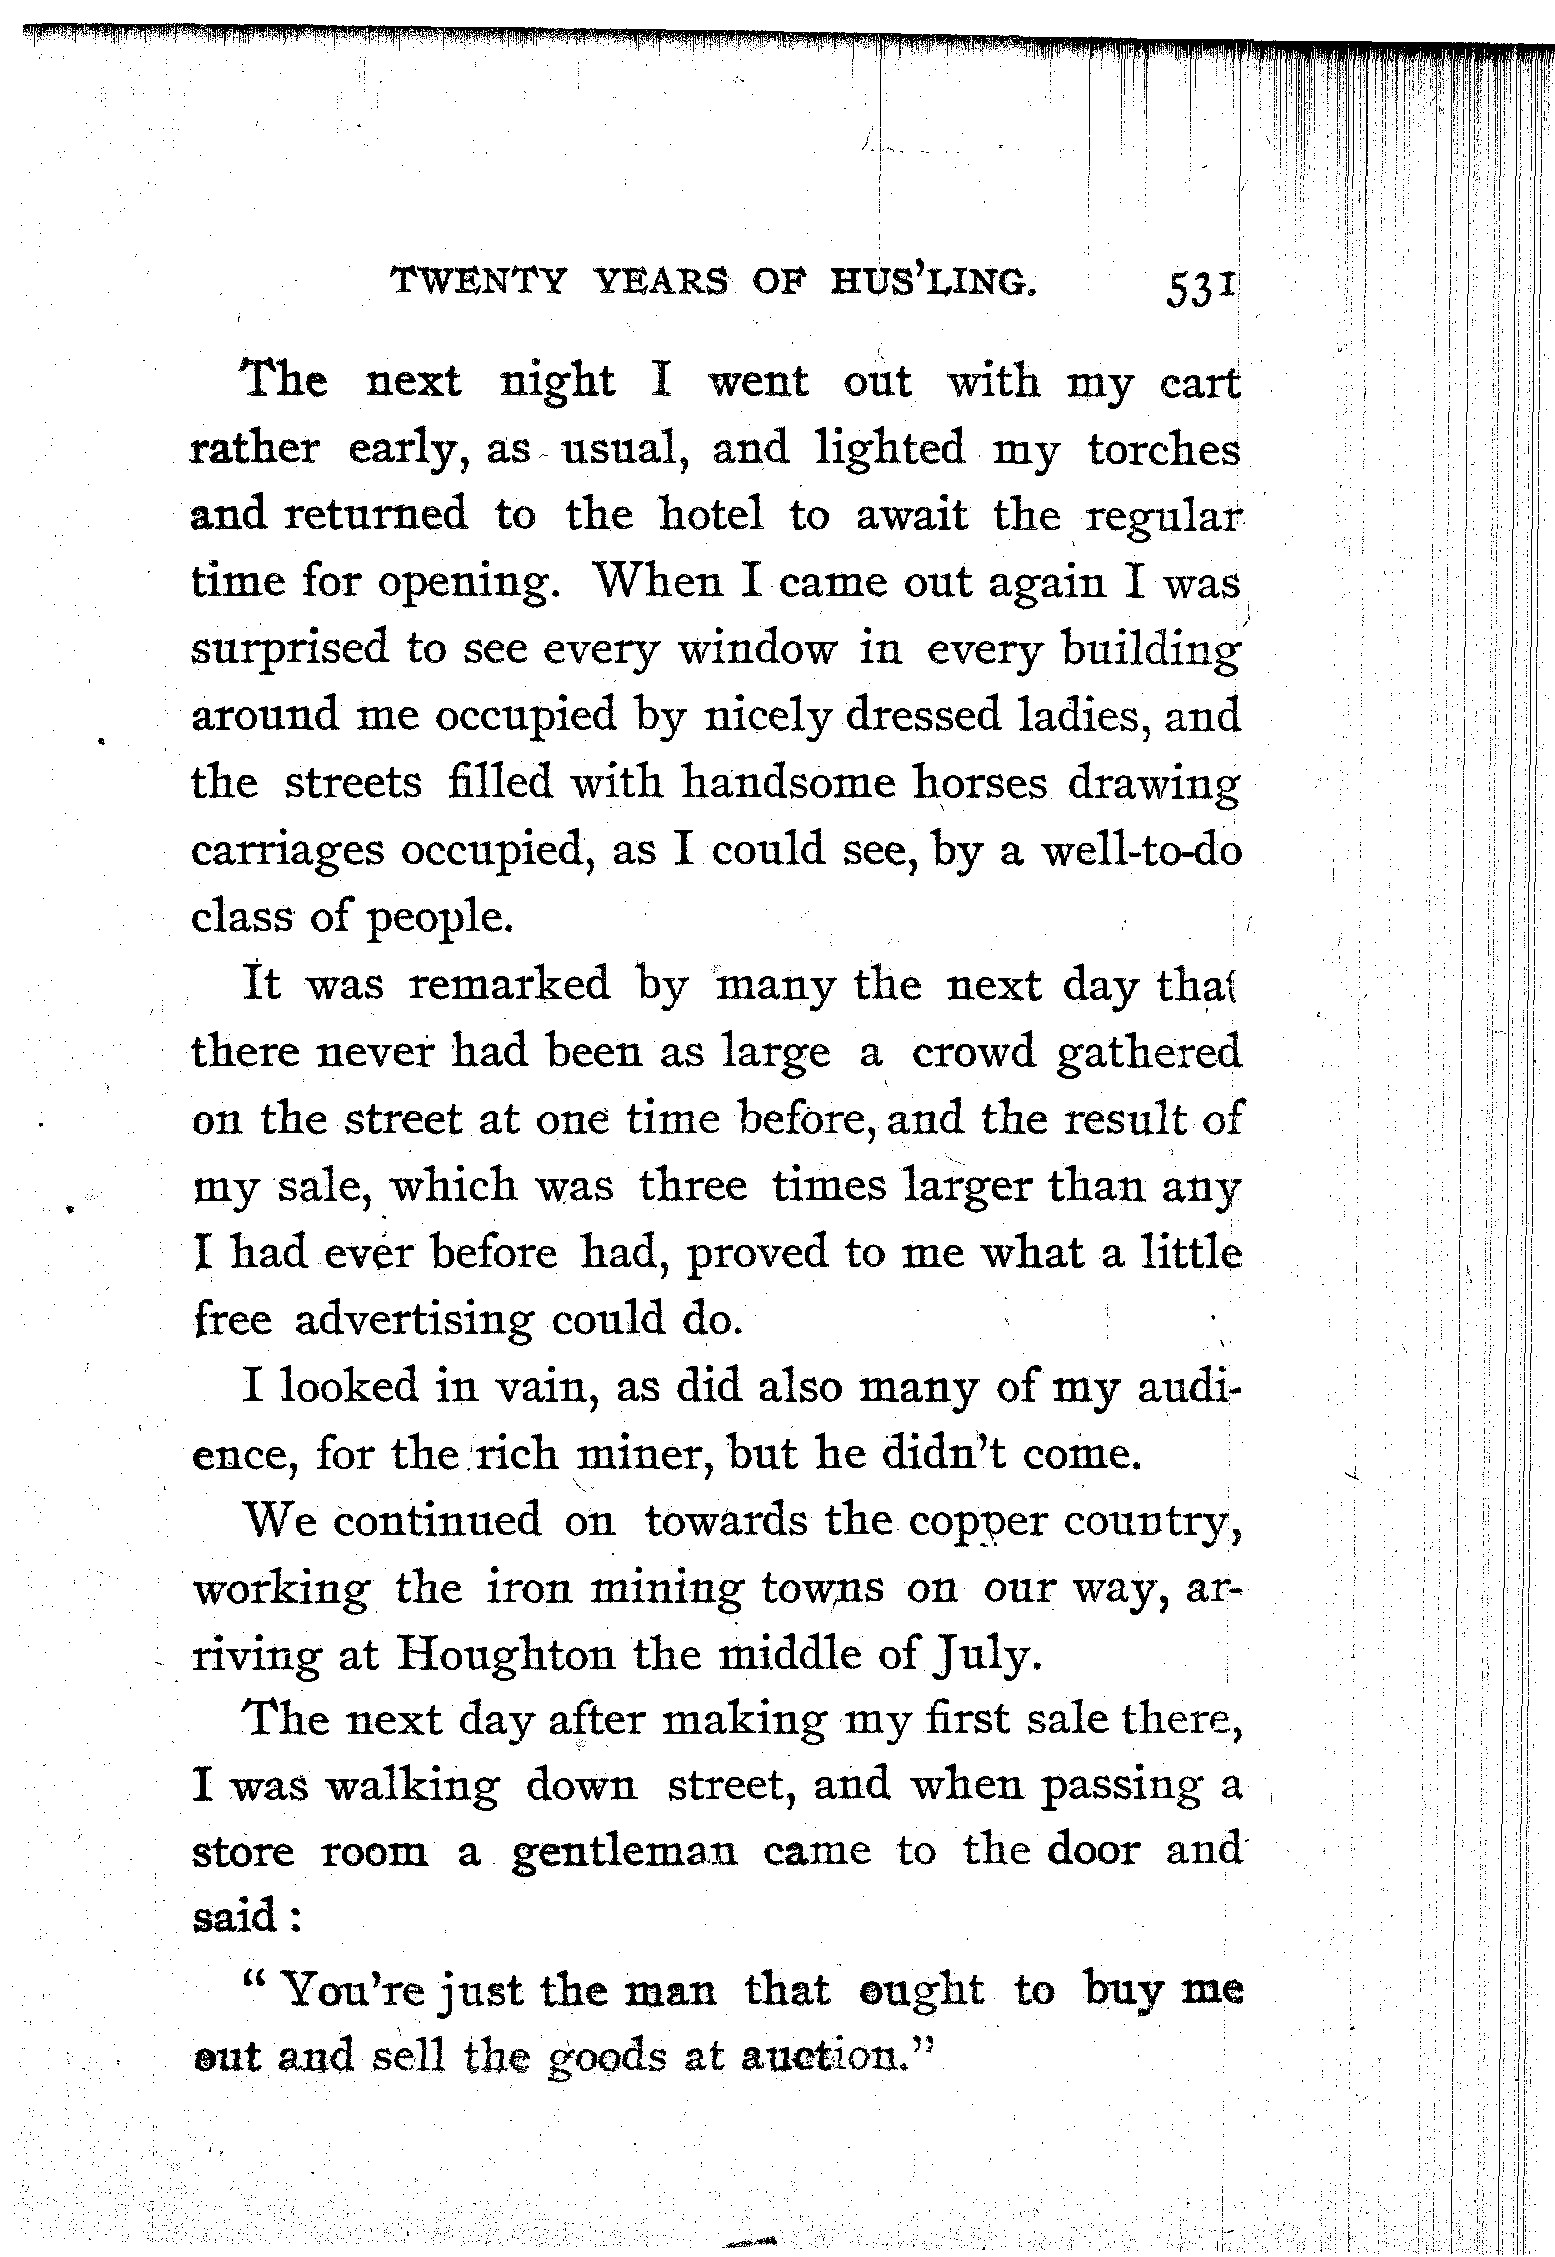 TWENTY YEARS OF HUS'LING. 531
The next night I went out with my cart
rather early, as usual, and lighted my torches
and returned to the hotel to await the regular
time for opening. When I came out again I was
surprised to see every window in every building
around me occupied by nicely dressed ladies, and
the streets filled with handsome horses drawing
carriages occupied, as I could see, by a well-to-do
class of people.
It was remarked by many the next day that
there never had been as large a crowd gathered
on the street at one time before, and the result of
my sale, which was three times larger than any
I had ever before had, proved to me what a little
free advertising could do.
I looked in vain, as did also many of my audi-
ence, for the rich miner, but he didn't come.
We continued on towards the copper country,
working the iron mining towns on our way, ar-
riving at Houghton the middle of July.
The next day after making my first sale there,
I was walking down street, and when passing a
store room a gentleman came to the door and
said :
" You're just the man that ought to buy me
out and sell the goods at auction."